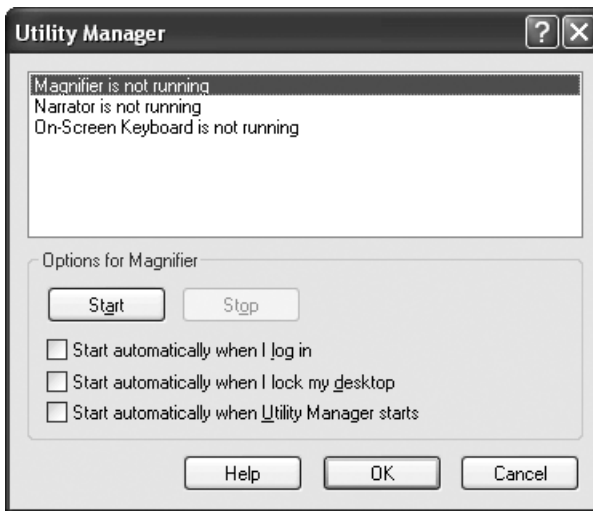 Utility Manager
Magnifier is not running
Narrator is not running
On-Screen Keyboard is not running
Options for Magnifier
Start Stop
Start automatically when I log in
Start automatically when I lock my desktop
Start automatically when Utility Manager starts
Help OK Cancel